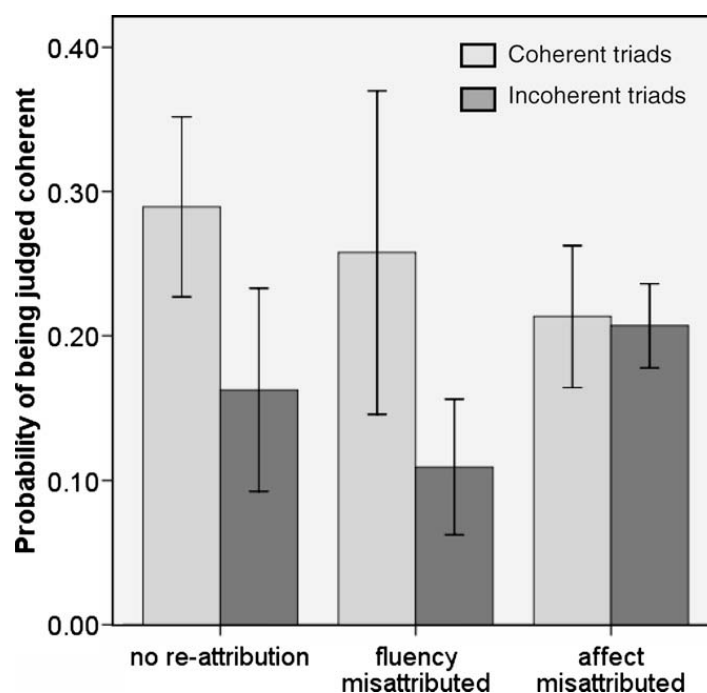 Probability of being judged coherent
0.40
0.30
0.20
0.10
0.00
Coherent triads
Incoherent triads
no re-attribution
fluency
misattributed
affect
misattributed